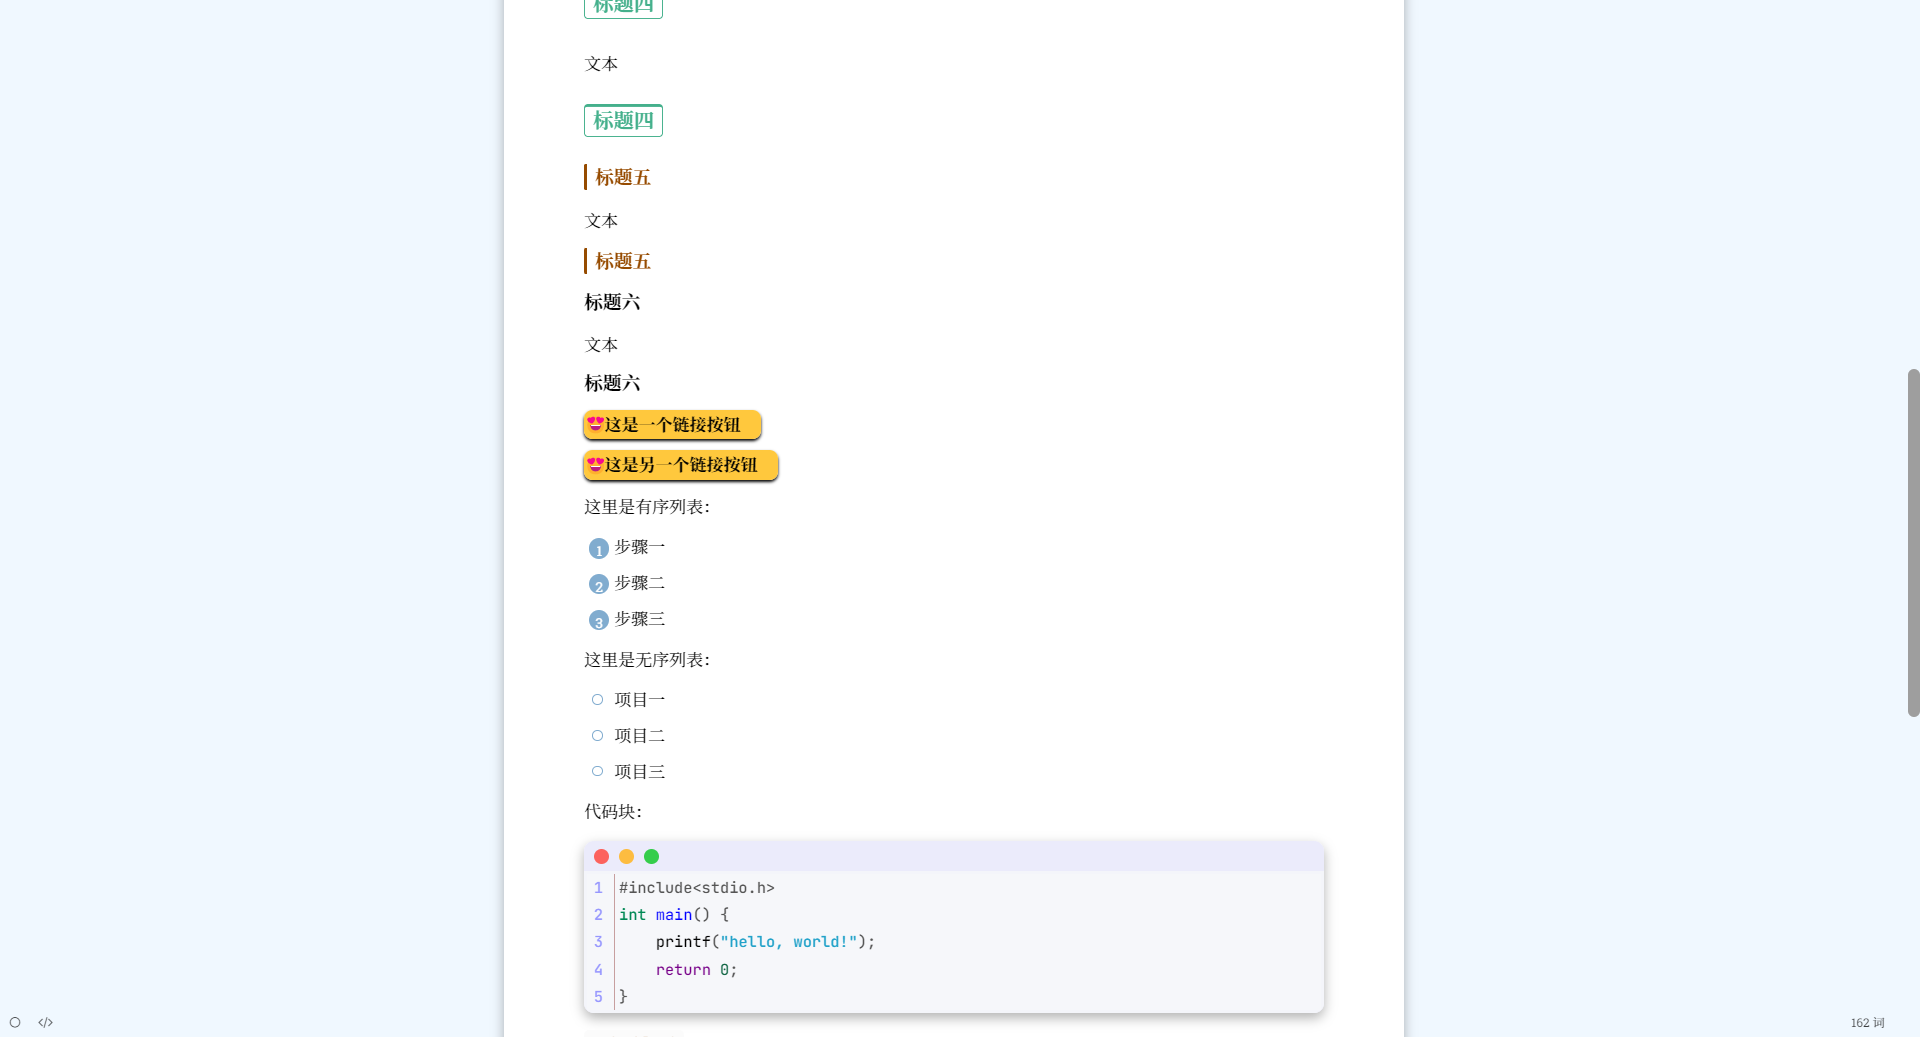 标题四
文本
标题四
标题五
文本
标题五
标题六
文本
标题六
😍这是一个链接按钮
😍这是另一个链接按钮
这里是有序列表：
1 步骤一
2 步骤二
3 步骤三
这里是无序列表：
项目一
项目二
项目三
代码块：
1 #include<stdio.h>
2 int main() {
3     printf("hello, world!");
4     return 0;
5 }
</> 162 词